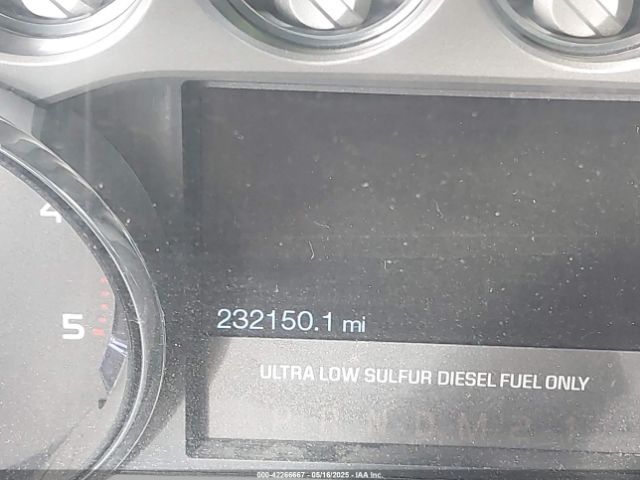 4
5
232150.1 mi
ULTRA LOW SULFUR DIESEL FUEL ONLY
000-42266667 - 05/16/2025 - IAA Inc.